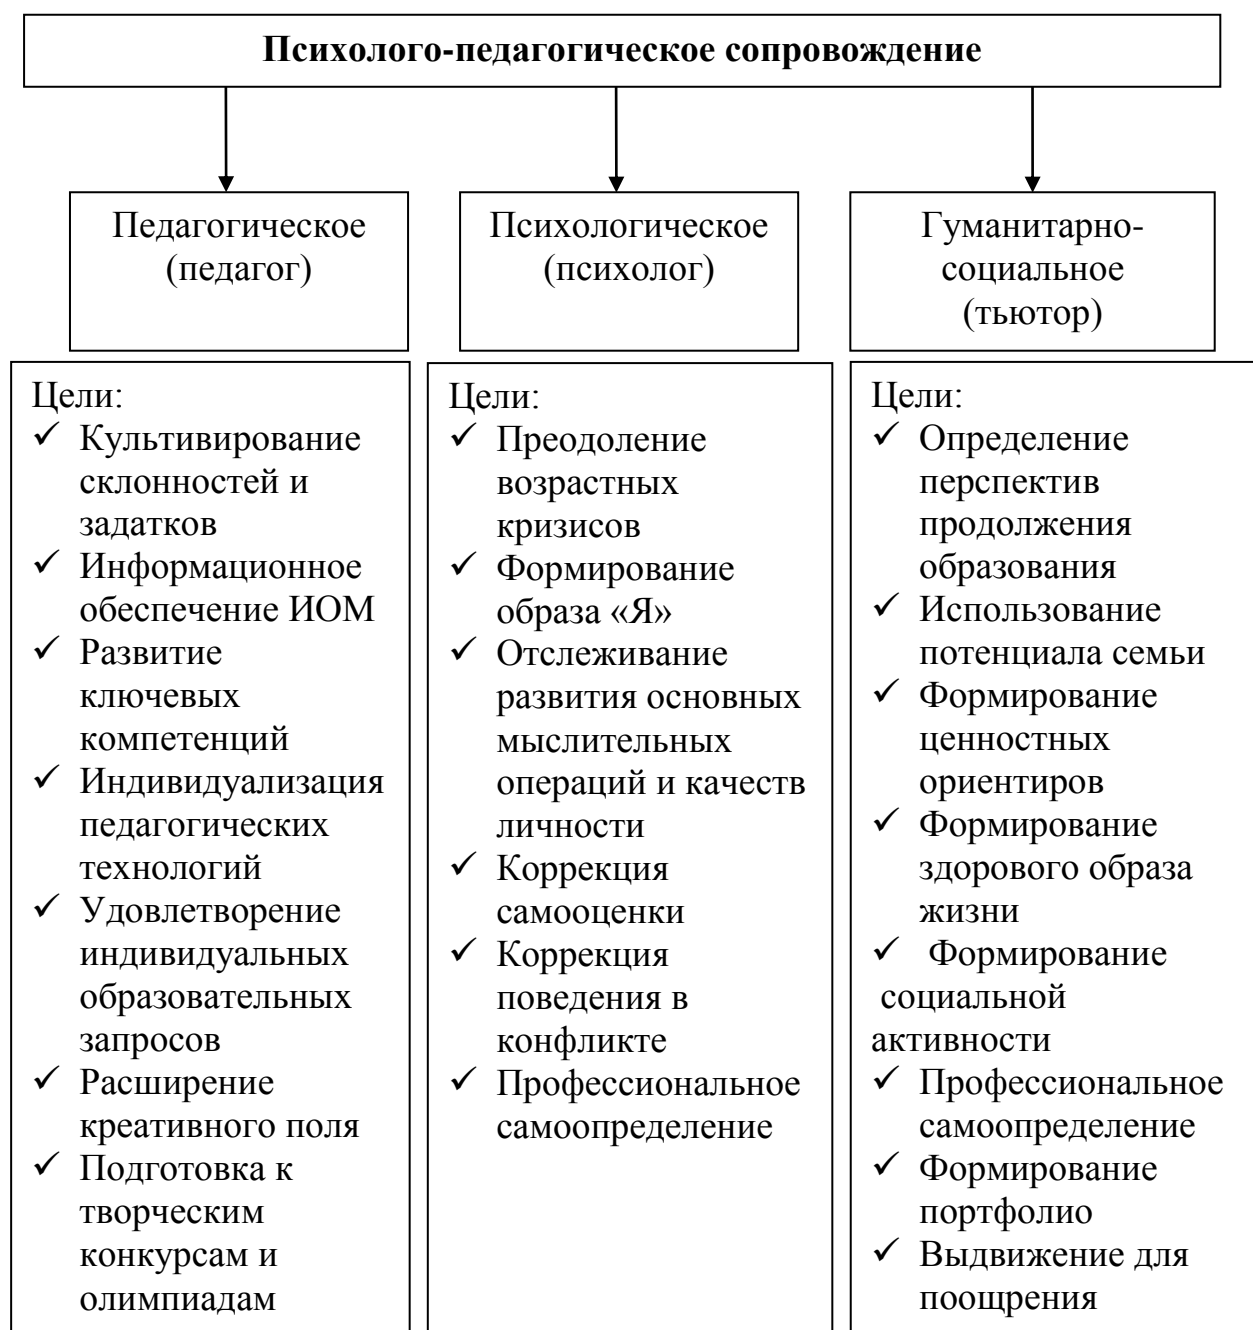 Психолого-педагогическое сопровождение
Педагогическое
(педагог)
Психологическое
(психолог)
Гуманитарно-
социальное
(тьютор)
Цели:
✓ Культивирование
склонностей и
задатков
✓ Информационное
обеспечение ИОМ
✓ Развитие
ключевых
компетенций
✓ Индивидуализация
педагогических
технологий
✓ Удовлетворение
индивидуальных
образовательных
запросов
✓ Расширение
креативного поля
✓ Подготовка к
творческим
конкурсам и
олимпиадам
Цели:
✓ Преодоление
возрастных
кризисов
✓ Формирование
образа «Я»
✓ Отслеживание
развития основных
мыслительных
операций и качеств
личности
✓ Коррекция
самооценки
✓ Коррекция
поведения в
конфликте
✓ Профессиональное
самоопределение
Цели:
✓ Определение
перспектив
продолжения
образования
✓ Использование
потенциала семьи
✓ Формирование
ценностных
ориентиров
✓ Формирование
здорового образа
жизни
✓ Формирование
социальной
активности
✓ Профессиональное
самоопределение
✓ Формирование
портфолио
✓ Выдвижение для
поощрения